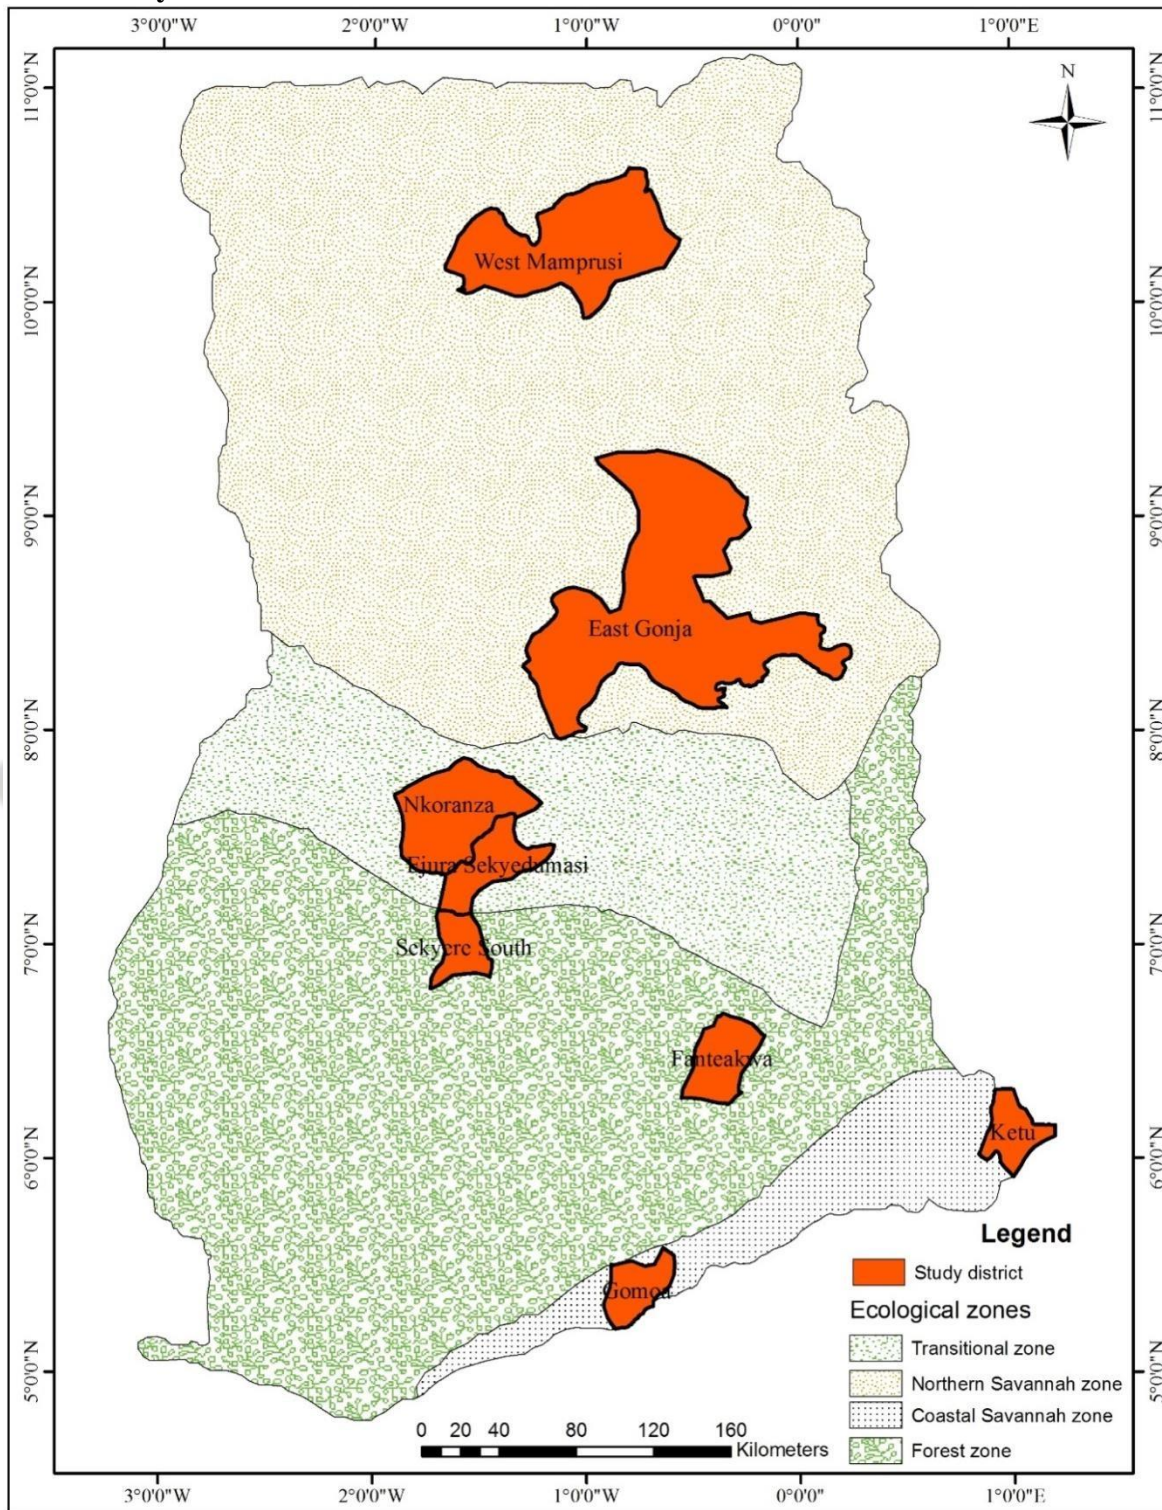 3°0'0"W 2°0'0"W 1°0'0"W 0°0'0" 1°0'0"E
N
11°0'0"N 11°0'0"N
West Mamprusi
10°0'0"N 10°0'0"N
9°0'0"N 9°0'0"N
East Gonja
8°0'0"N 8°0'0"N
Nkoranza
Ejura Sekyedumasi
Sekyere South
7°0'0"N 7°0'0"N
Fanteakwa
Ketu
6°0'0"N 6°0'0"N
Gomoa
5°0'0"N 5°0'0"N
Legend
Study district
Ecological zones
Transitional zone
Northern Savannah zone
Coastal Savannah zone
Forest zone
0 20 40 80 120 160
Kilometers
3°0'0"W 2°0'0"W 1°0'0"W 0°0'0" 1°0'0"E